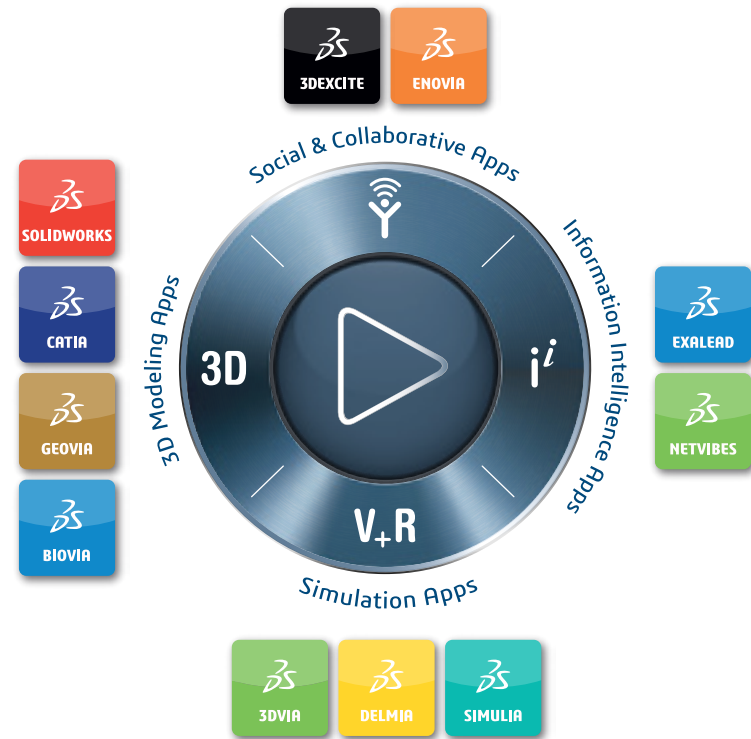 3DEXCITE
ENOVIA
Social & Collaborative Apps
SOLIDWORKS
CATIA
GEOVIA
BIOVIA
3D Modeling Apps
3D
Information Intelligence Apps
iⁱ
EXALEAD
NETVIBES
V+R
Simulation Apps
3DVIA
DELMIA
SIMULIA